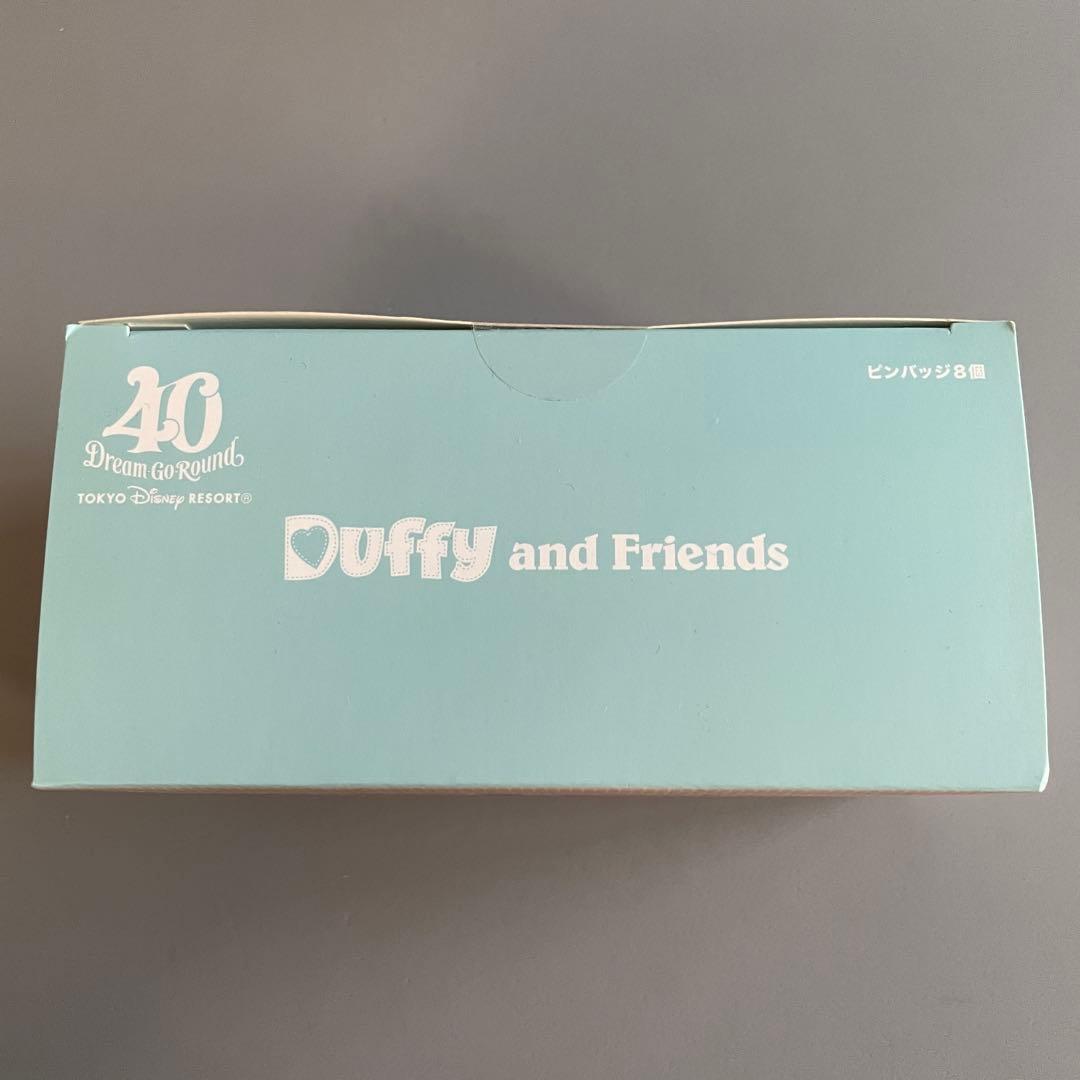 40
Dream-Go-Round
TOKYO Disney RESORT®
ピンバッジ8個
Duffy and Friends